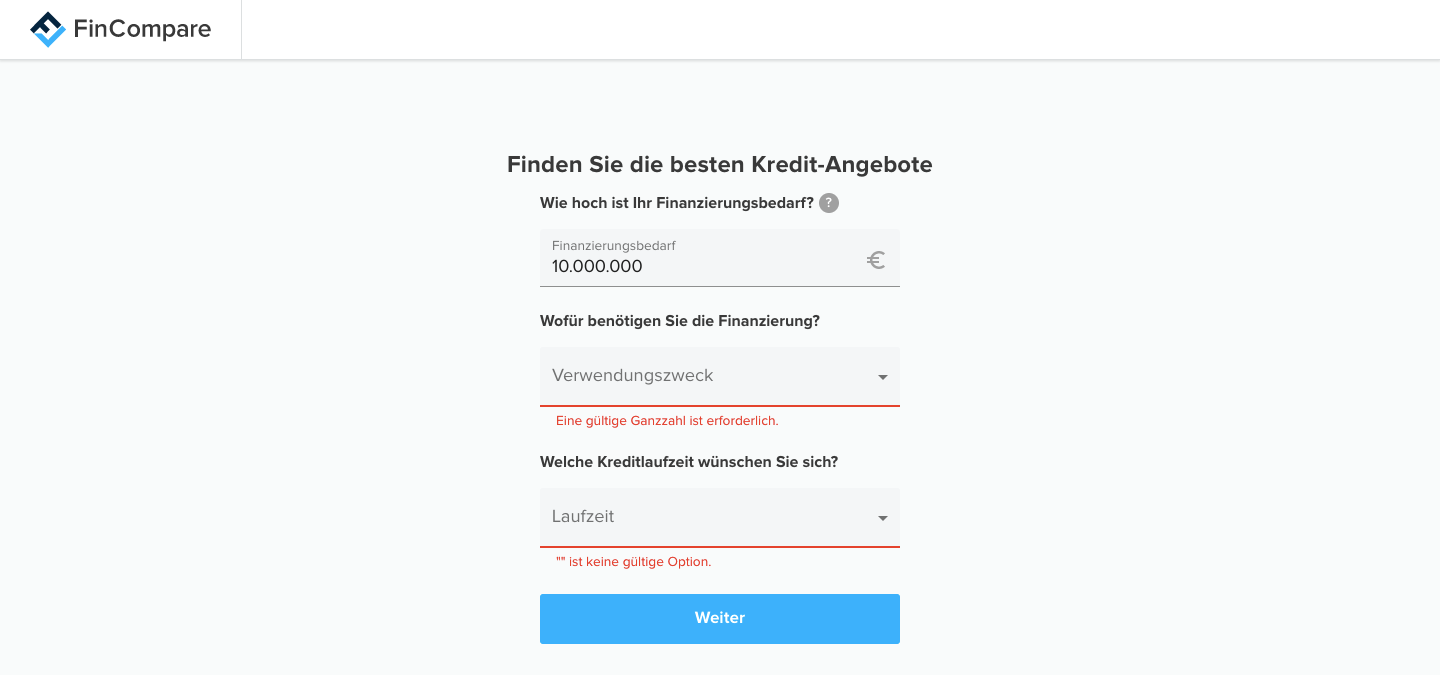 FinCompare
Finden Sie die besten Kredit-Angebote
Wie hoch ist Ihr Finanzierungsbedarf? ?
Finanzierungsbedarf
10.000.000 €
Wofür benötigen Sie die Finanzierung?
Verwendungszweck
Eine gültige Ganzzahl ist erforderlich.
Welche Kreditlaufzeit wünschen Sie sich?
Laufzeit
"" ist keine gültige Option.
Weiter